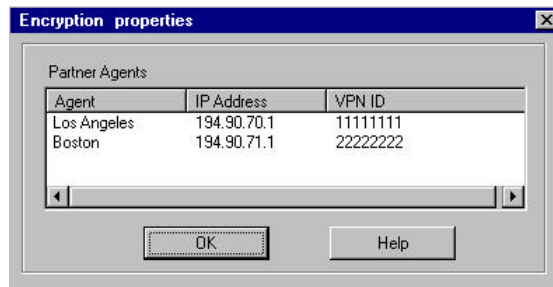 Encryption properties
Partner Agents
Agent IP Address VPN ID
Los Angeles 194.90.70.1 11111111
Boston 194.90.71.1 22222222
OK Help